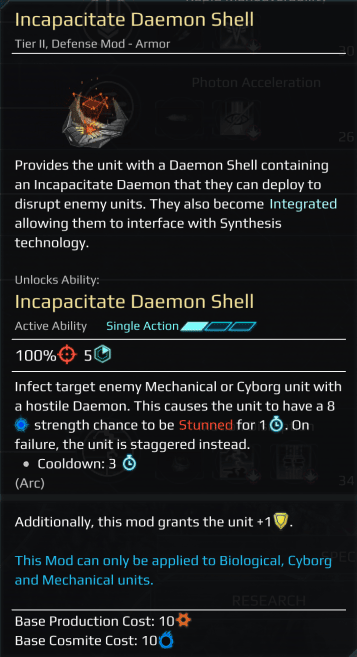 Incapacitate Daemon Shell
Tier II, Defense Mod - Armor
Photon Acceleration
Provides the unit with a Daemon Shell containing
an Incapacitate Daemon that they can deploy to
disrupt enemy units. They also become Integrated
allowing them to interface with Synthesis
technology.
Unlocks Ability:
Incapacitate Daemon Shell
Active Ability Single Action
100% 5
Infect target enemy Mechanical or Cyborg unit with
a hostile Daemon. This causes the unit to have a 8
strength chance to be Stunned for 1. On
failure, the unit is staggered instead.
• Cooldown: 3
34
(Arc)
Additionally, this mod grants the unit +1.
This Mod can only be applied to Biological, Cyborg
and Mechanical units.
RESEARCH
Base Production Cost: 10
Base Cosmite Cost: 10